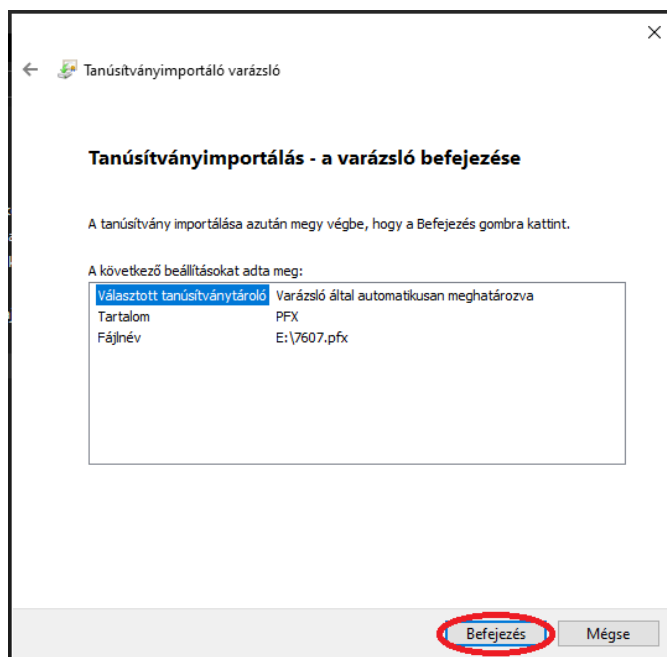 Tanúsítványimportáló varázsló
Tanúsítványimportálás - a varázsló befejezése
A tanúsítvány importálása azután megy végbe, hogy a Befejezés gombra kattint.
A következő beállításokat adta meg:
Választott tanúsítványtároló Varázsló által automatikusan meghatározva
Tartalom PFX
Fájlnév E:\7607.pfx
Befejezés Mégse